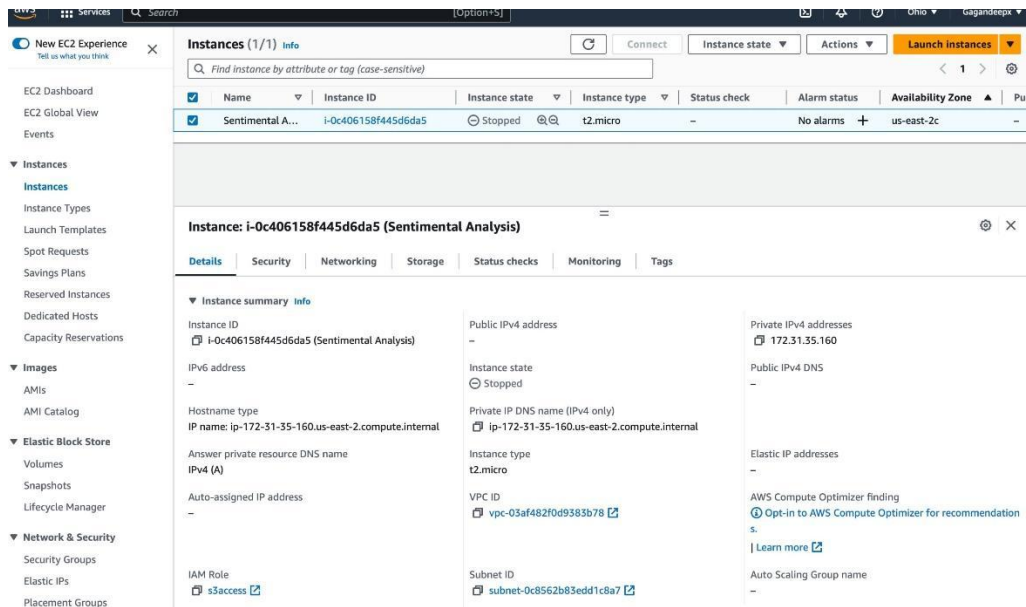 aws Services Search [Option+S] Ohio Gagandeepx
New EC2 Experience
Tell us what you think
EC2 Dashboard
EC2 Global View
Events
Instances
Instances
Instance Types
Launch Templates
Spot Requests
Savings Plans
Reserved Instances
Dedicated Hosts
Capacity Reservations
Images
AMIs
AMI Catalog
Elastic Block Store
Volumes
Snapshots
Lifecycle Manager
Network & Security
Security Groups
Elastic IPs
Placement Groups
Instances (1/1) Info
Connect Instance state Actions Launch instances
Find instance by attribute or tag (case-sensitive)
1
Name Instance ID Instance state Instance type Status check Alarm status Availability Zone Pu
Sentimental A... i-0c406158f445d6da5 Stopped t2.micro – No alarms + us-east-2c –
Instance: i-0c406158f445d6da5 (Sentimental Analysis)
Details Security Networking Storage Status checks Monitoring Tags
Instance summary Info
Instance ID
i-0c406158f445d6da5 (Sentimental Analysis)
Public IPv4 address
–
Private IPv4 addresses
172.31.35.160
IPv6 address
–
Instance state
Stopped
Public IPv4 DNS
–
Hostname type
IP name: ip-172-31-35-160.us-east-2.compute.internal
Private IP DNS name (IPv4 only)
ip-172-31-35-160.us-east-2.compute.internal
Answer private resource DNS name
IPv4 (A)
Instance type
t2.micro
Elastic IP addresses
–
Auto-assigned IP address
–
VPC ID
vpc-03af482f0d9383b78
AWS Compute Optimizer finding
Opt-in to AWS Compute Optimizer for recommendation
s.
| Learn more
IAM Role
s3access
Subnet ID
subnet-0c8562b83edd1c8a7
Auto Scaling Group name
–